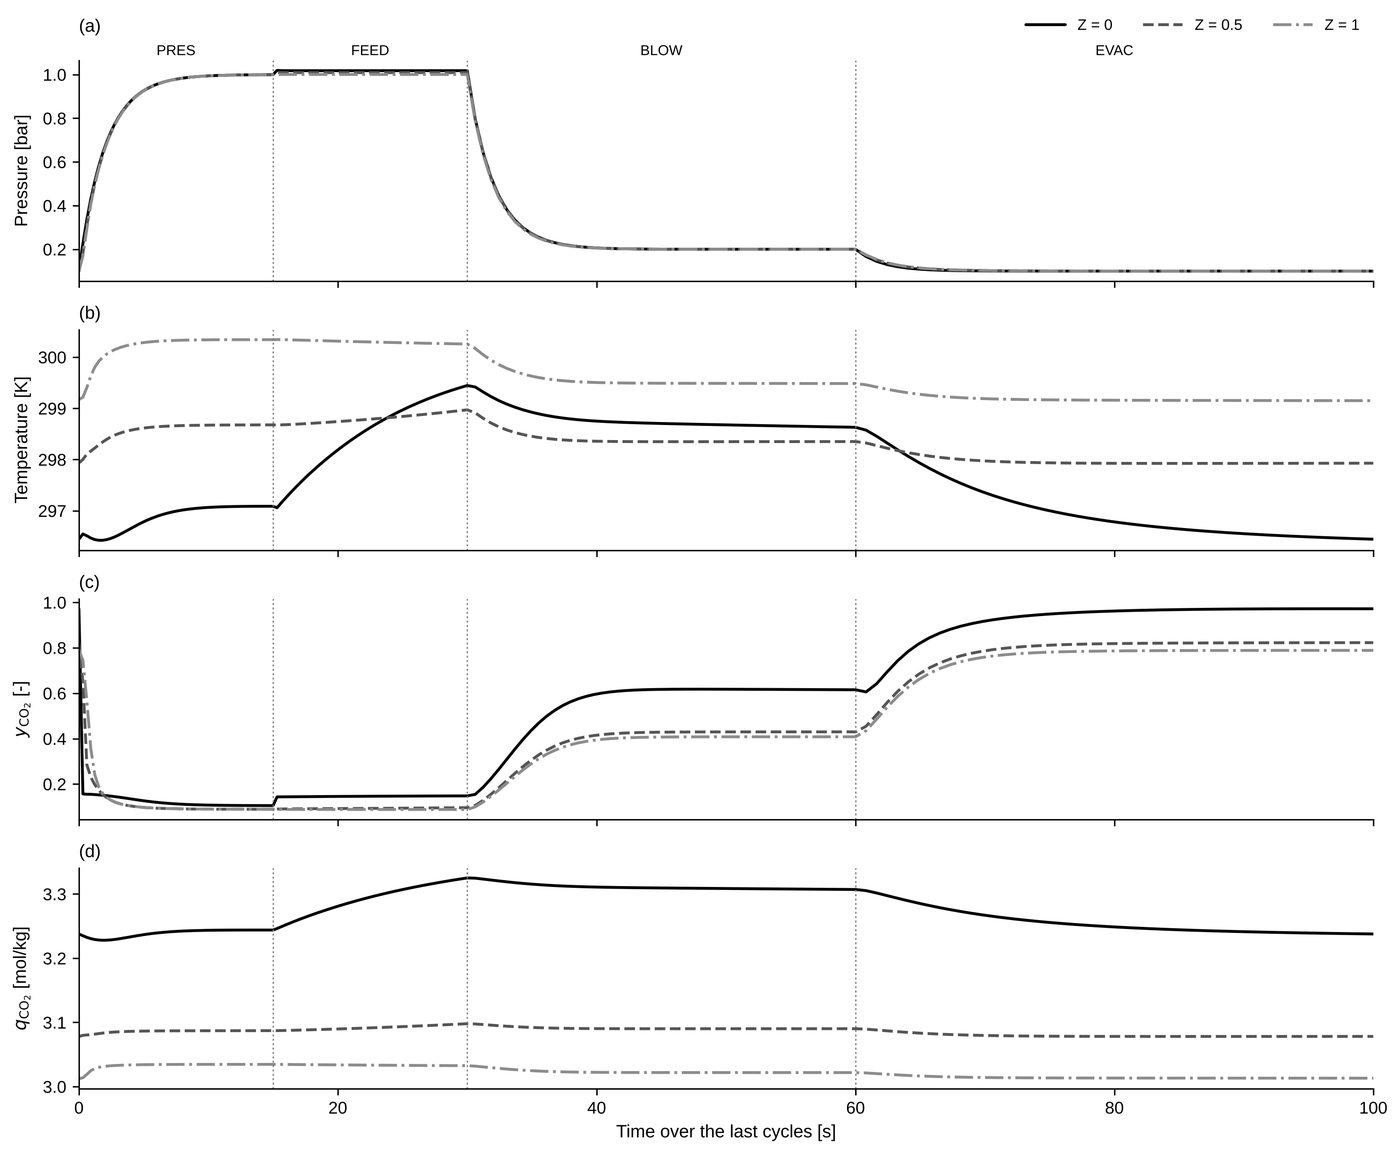 (a)
Z = 0
Z = 0.5
Z = 1
PRES
FEED
BLOW
EVAC
Pressure [bar]
1.0
0.8
0.6
0.4
0.2
(b)
Temperature [K]
300
299
298
297
(c)
yCO₂ [-]
1.0
0.8
0.6
0.4
0.2
(d)
qCO₂ [mol/kg]
3.3
3.2
3.1
3.0
0
20
40
60
80
100
Time over the last cycles [s]